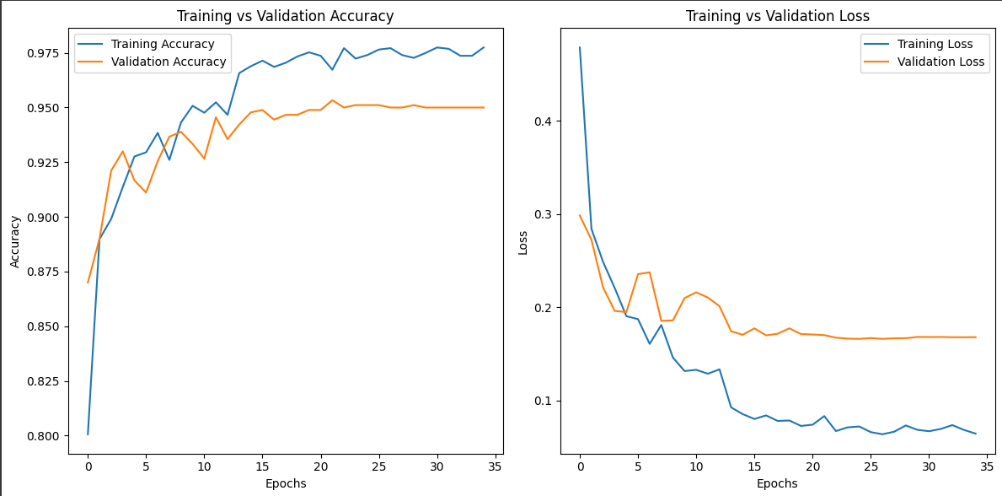 Training vs Validation Accuracy
Training Accuracy
Validation Accuracy
0.975
0.950
0.925
0.900
0.875
0.850
0.825
0.800
Accuracy
0
5
10
15
20
25
30
35
Epochs
Training vs Validation Loss
Training Loss
Validation Loss
0.4
0.3
0.2
0.1
Loss
0
5
10
15
20
25
30
35
Epochs